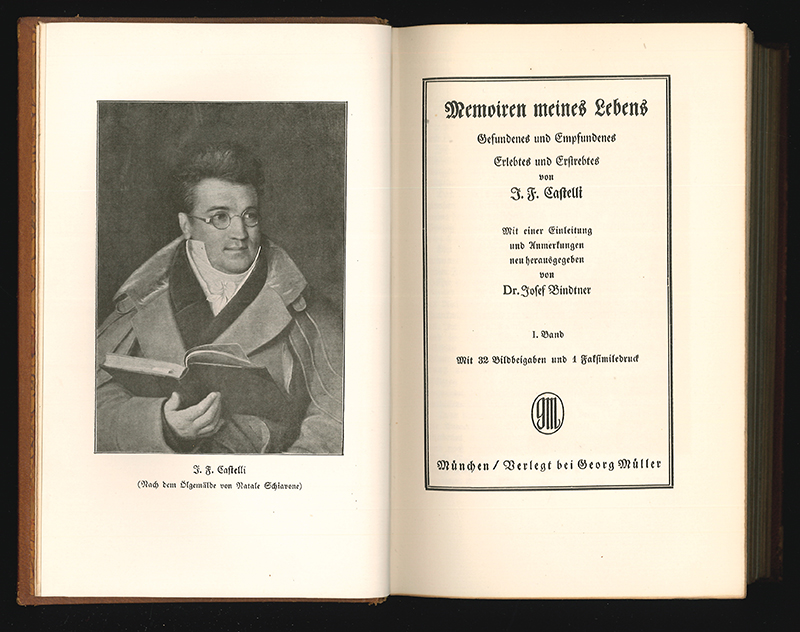 J. F. Castelli
(Nach dem Ölgemälde von Natale Schiavone)
Memoiren meines Lebens
Gefundenes und Empfundenes
Erlebtes und Erstrebtes
von
J. F. Castelli
Mit einer Einleitung
und Anmerkungen
neu herausgegeben
von
Dr. Josef Bindtner
I. Band
Mit 32 Bildbeigaben und 1 Faksimiledruck
gm
München / Verlegt bei Georg Müller